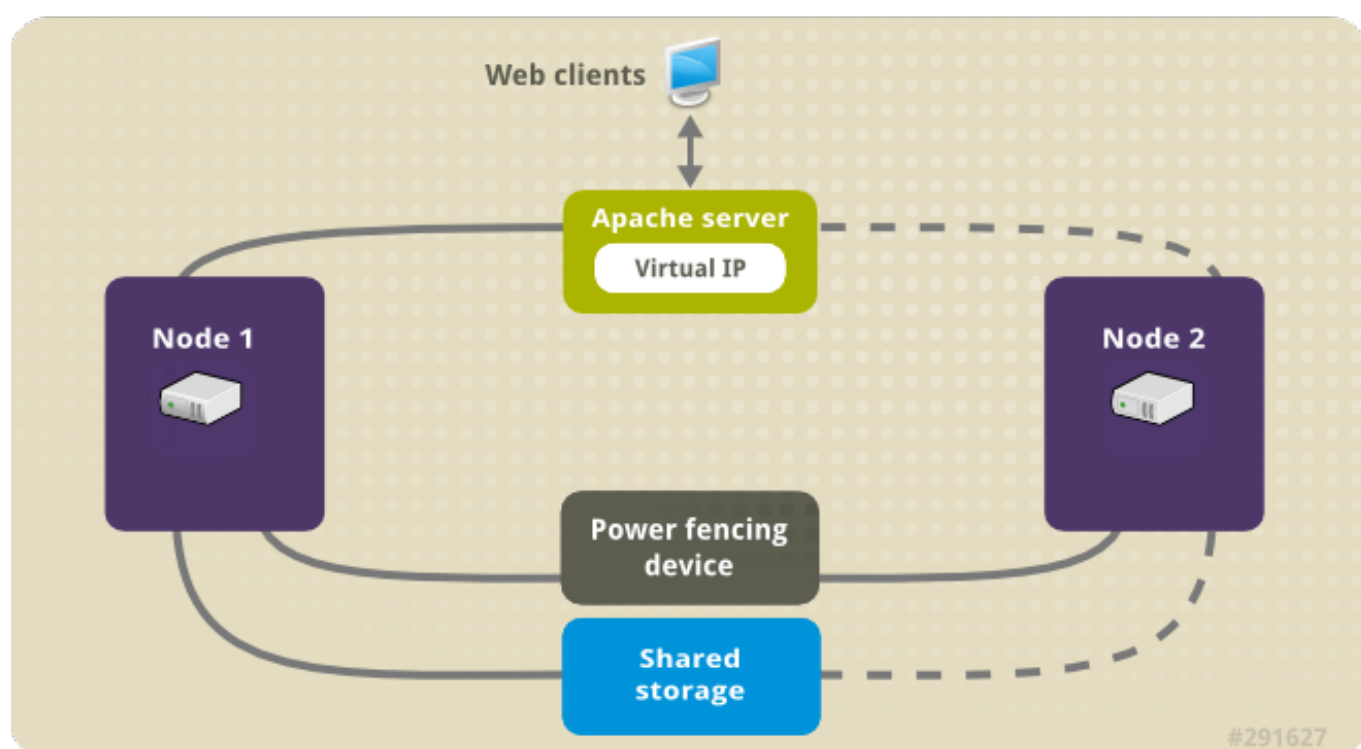 Web clients
Apache server
Virtual IP
Node 1
Node 2
Power fencing
device
Shared
storage
#291627